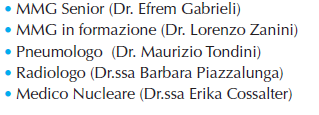 • MMG Senior (Dr. Efrem Gabrieli)
• MMG in formazione (Dr. Lorenzo Zanini)
• Pneumologo (Dr. Maurizio Tondini)
• Radiologo (Dr.ssa Barbara Piazzalunga)
• Medico Nucleare (Dr.ssa Erika Cossalter)